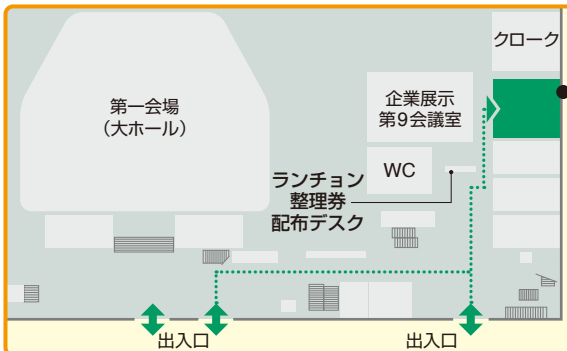 クローク
第一会場
（大ホール）
企業展示
第9会議室
WC
ランチョン
整理券
配布デスク
出入口
出入口